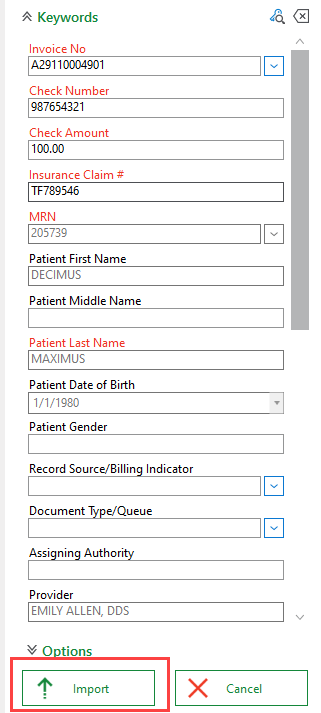 Keywords
Invoice No
A29110004901
Check Number
987654321
Check Amount
100.00
Insurance Claim #
TF789546
MRN
205739
Patient First Name
DECIMUS
Patient Middle Name
Patient Last Name
MAXIMUS
Patient Date of Birth
1/1/1980
Patient Gender
Record Source/Billing Indicator
Document Type/Queue
Assigning Authority
Provider
EMILY ALLEN, DDS
Options
Import
Cancel